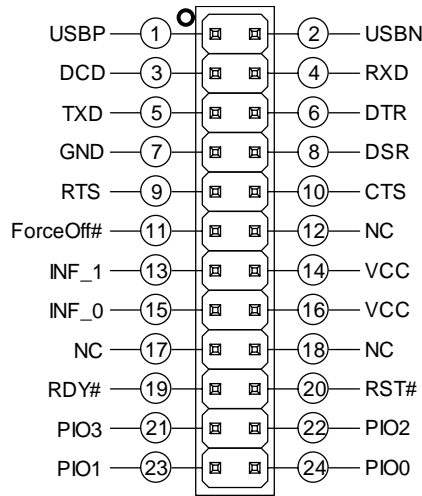 USBP 1 2 USBN
DCD 3 4 RXD
TXD 5 6 DTR
GND 7 8 DSR
RTS 9 10 CTS
ForceOff# 11 12 NC
INF_1 13 14 VCC
INF_0 15 16 VCC
NC 17 18 NC
RDY# 19 20 RST#
PIO3 21 22 PIO2
PIO1 23 24 PIO0